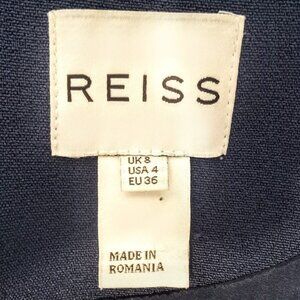 REISS
UK 8
USA 4
EU 36
MADE IN
ROMANIA